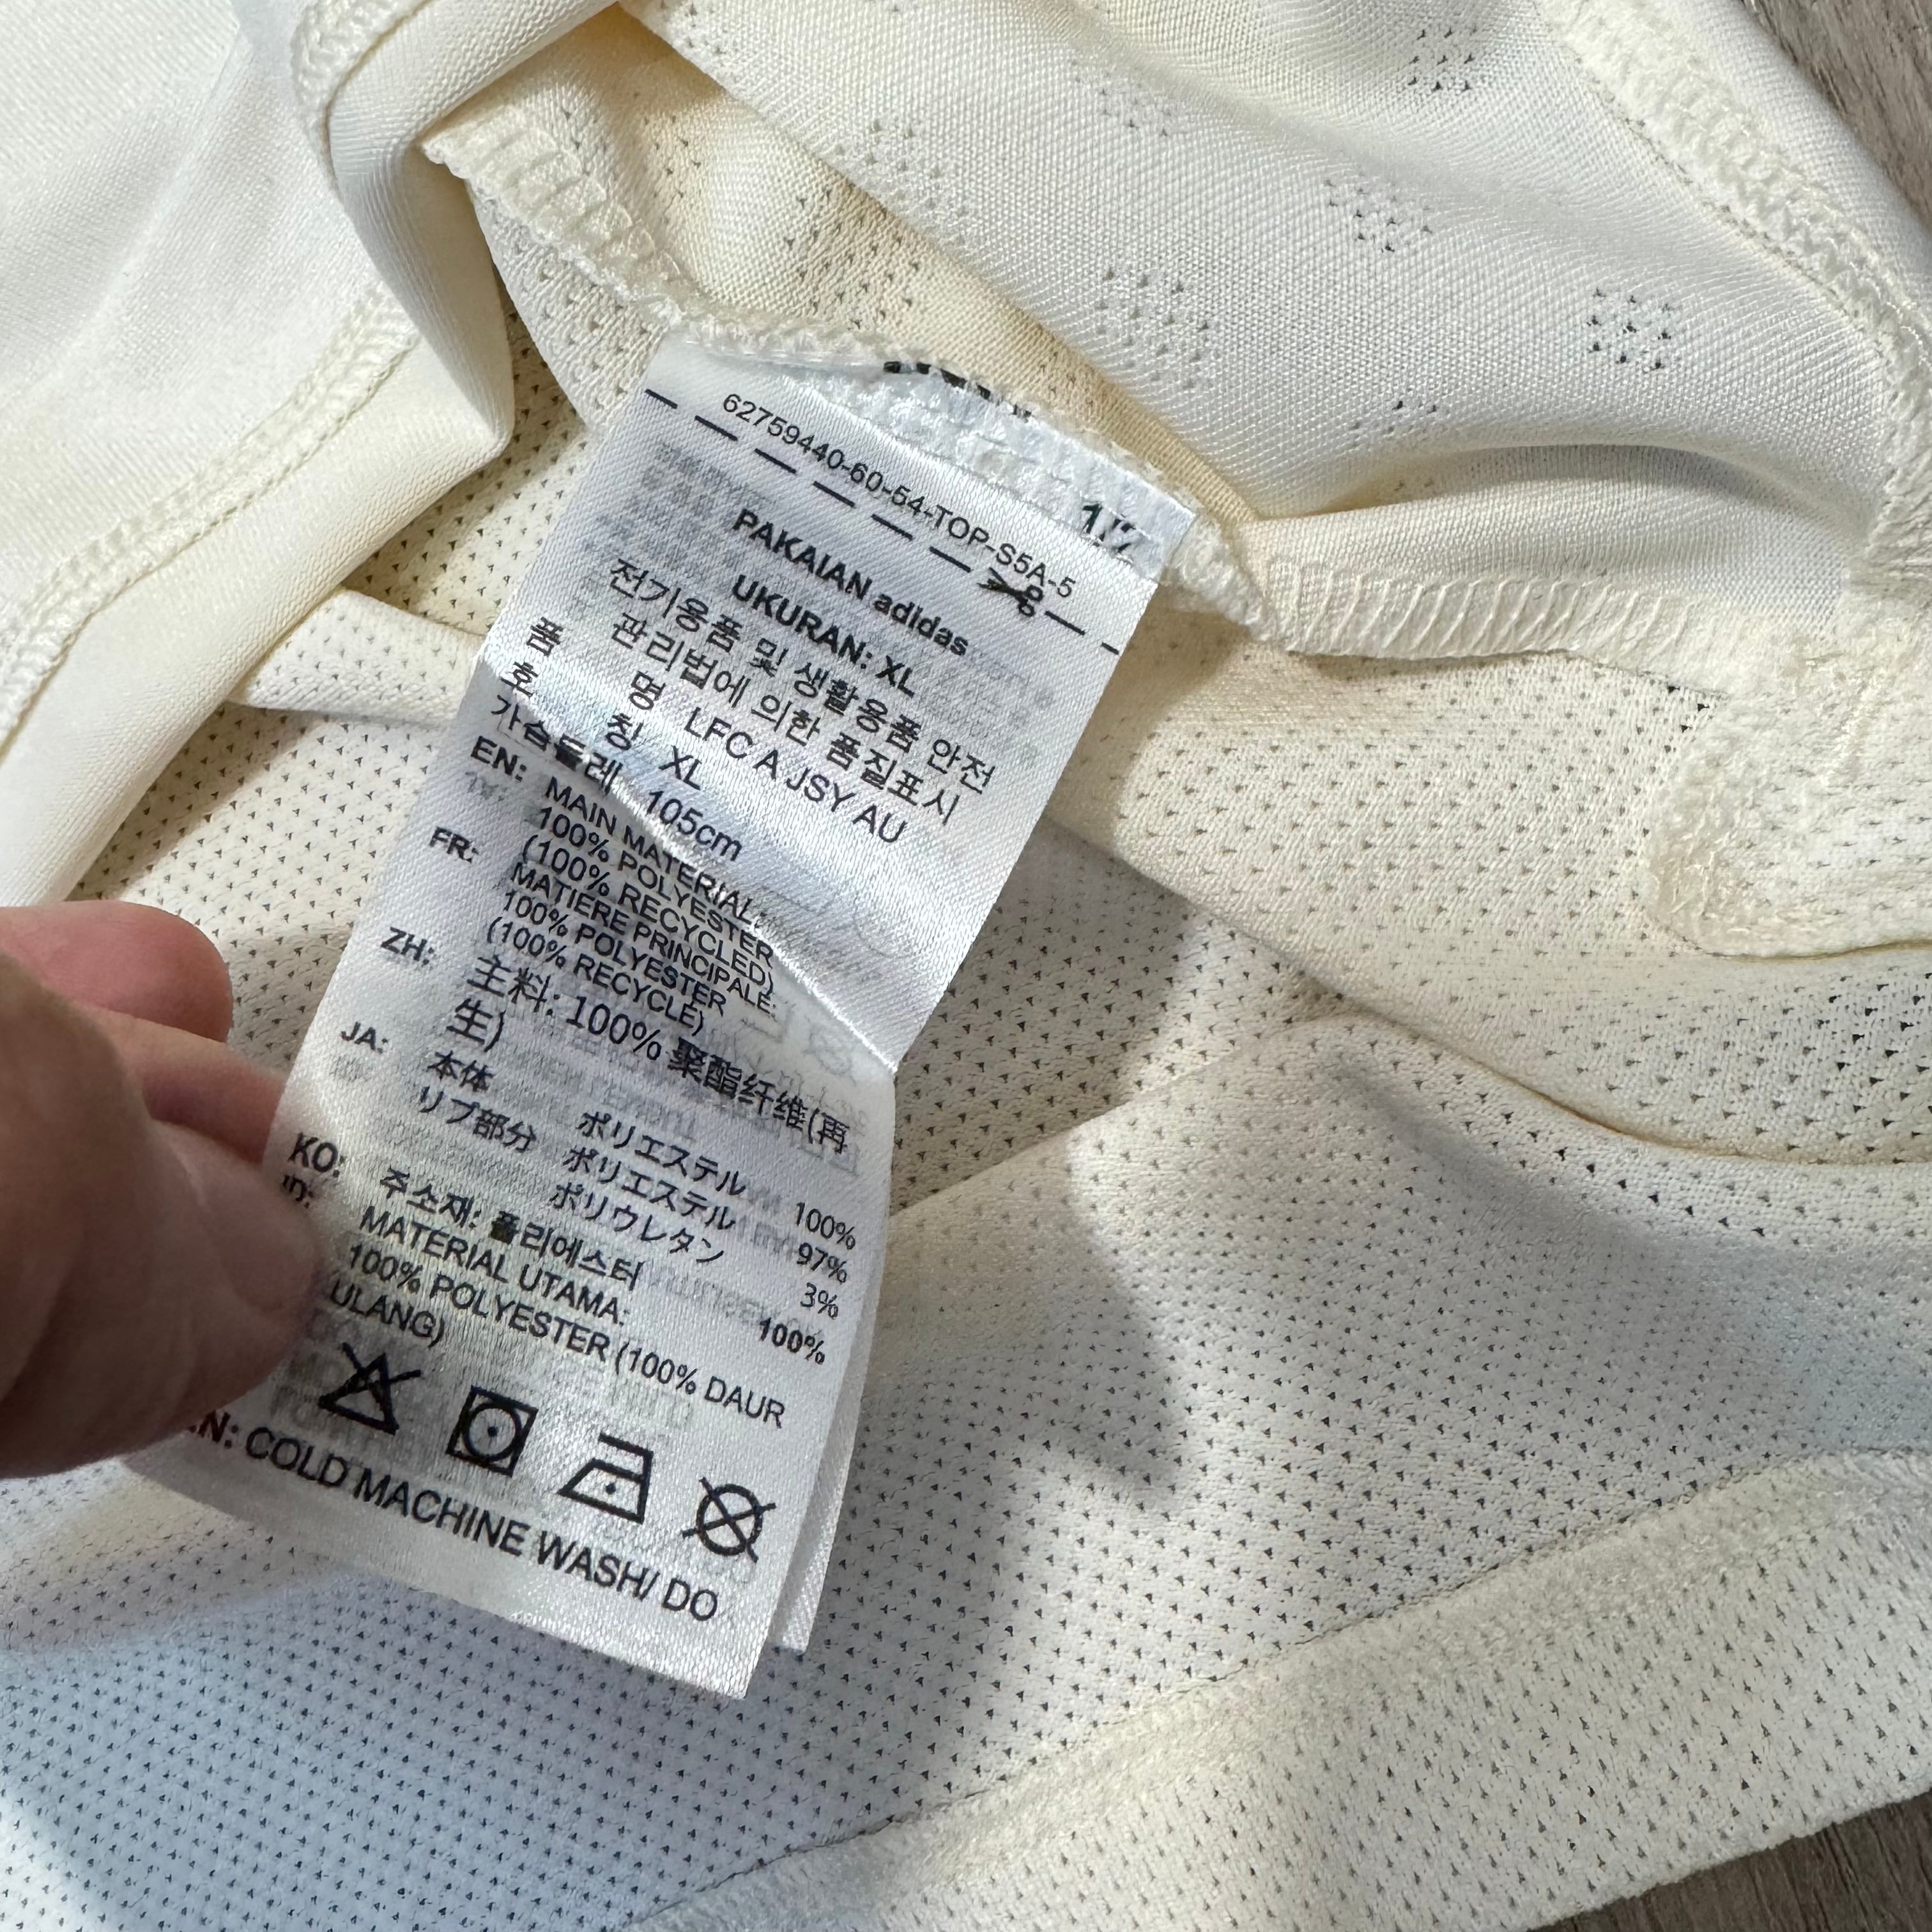 1/2
62759440-60-54-TOP-S5A-5
PAKAIAN adidas
UKURAN: XL
전기용품 및 생활용품 안전
관리법에 의한 품질표시
품 명 LFC A JSY AU
호 칭 XL
가슴둘레 105cm
EN: MAIN MATERIAL:
100% POLYESTER
(100% RECYCLED)
FR: MATIERE PRINCIPALE:
100% POLYESTER
(100% RECYCLE)
ZH: 主料: 100% 聚酯纤维(再
生)
JA: 本体 ポリエステル 100%
リブ部分 ポリエステル 97%
ポリウレタン 3%
KO: 주소재: 폴리에스터 100%
ID: MATERIAL UTAMA:
100% POLYESTER (100% DAUR
ULANG)
EN: COLD MACHINE WASH/ DO